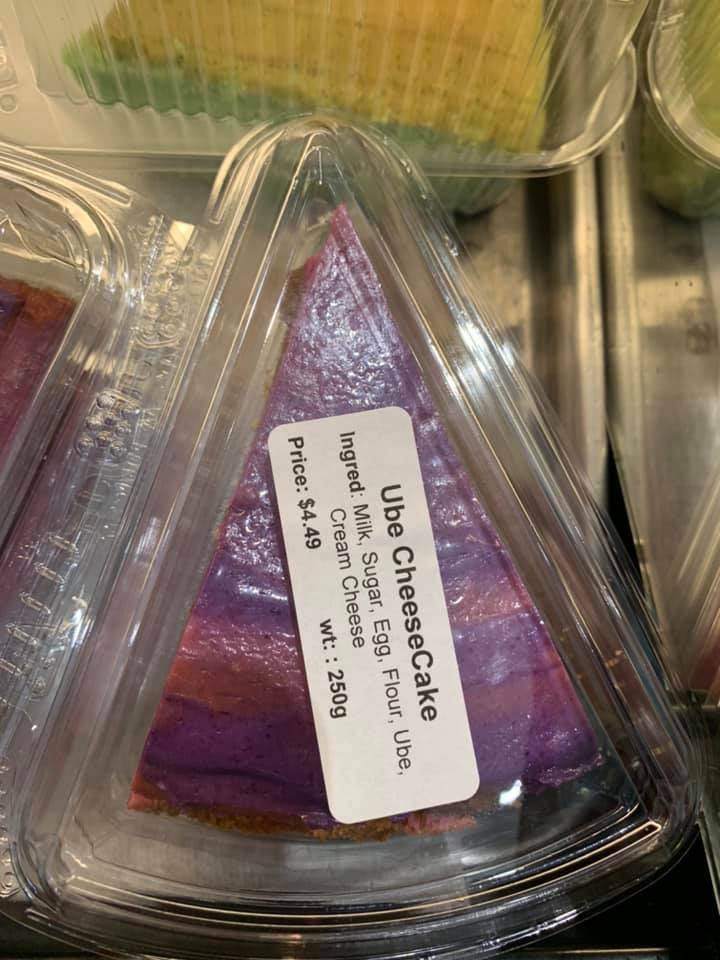 Ube CheeseCake
Ingred: Milk, Sugar, Egg, Flour, Ube,
Cream Cheese
Price: $4.49 wt: : 250g